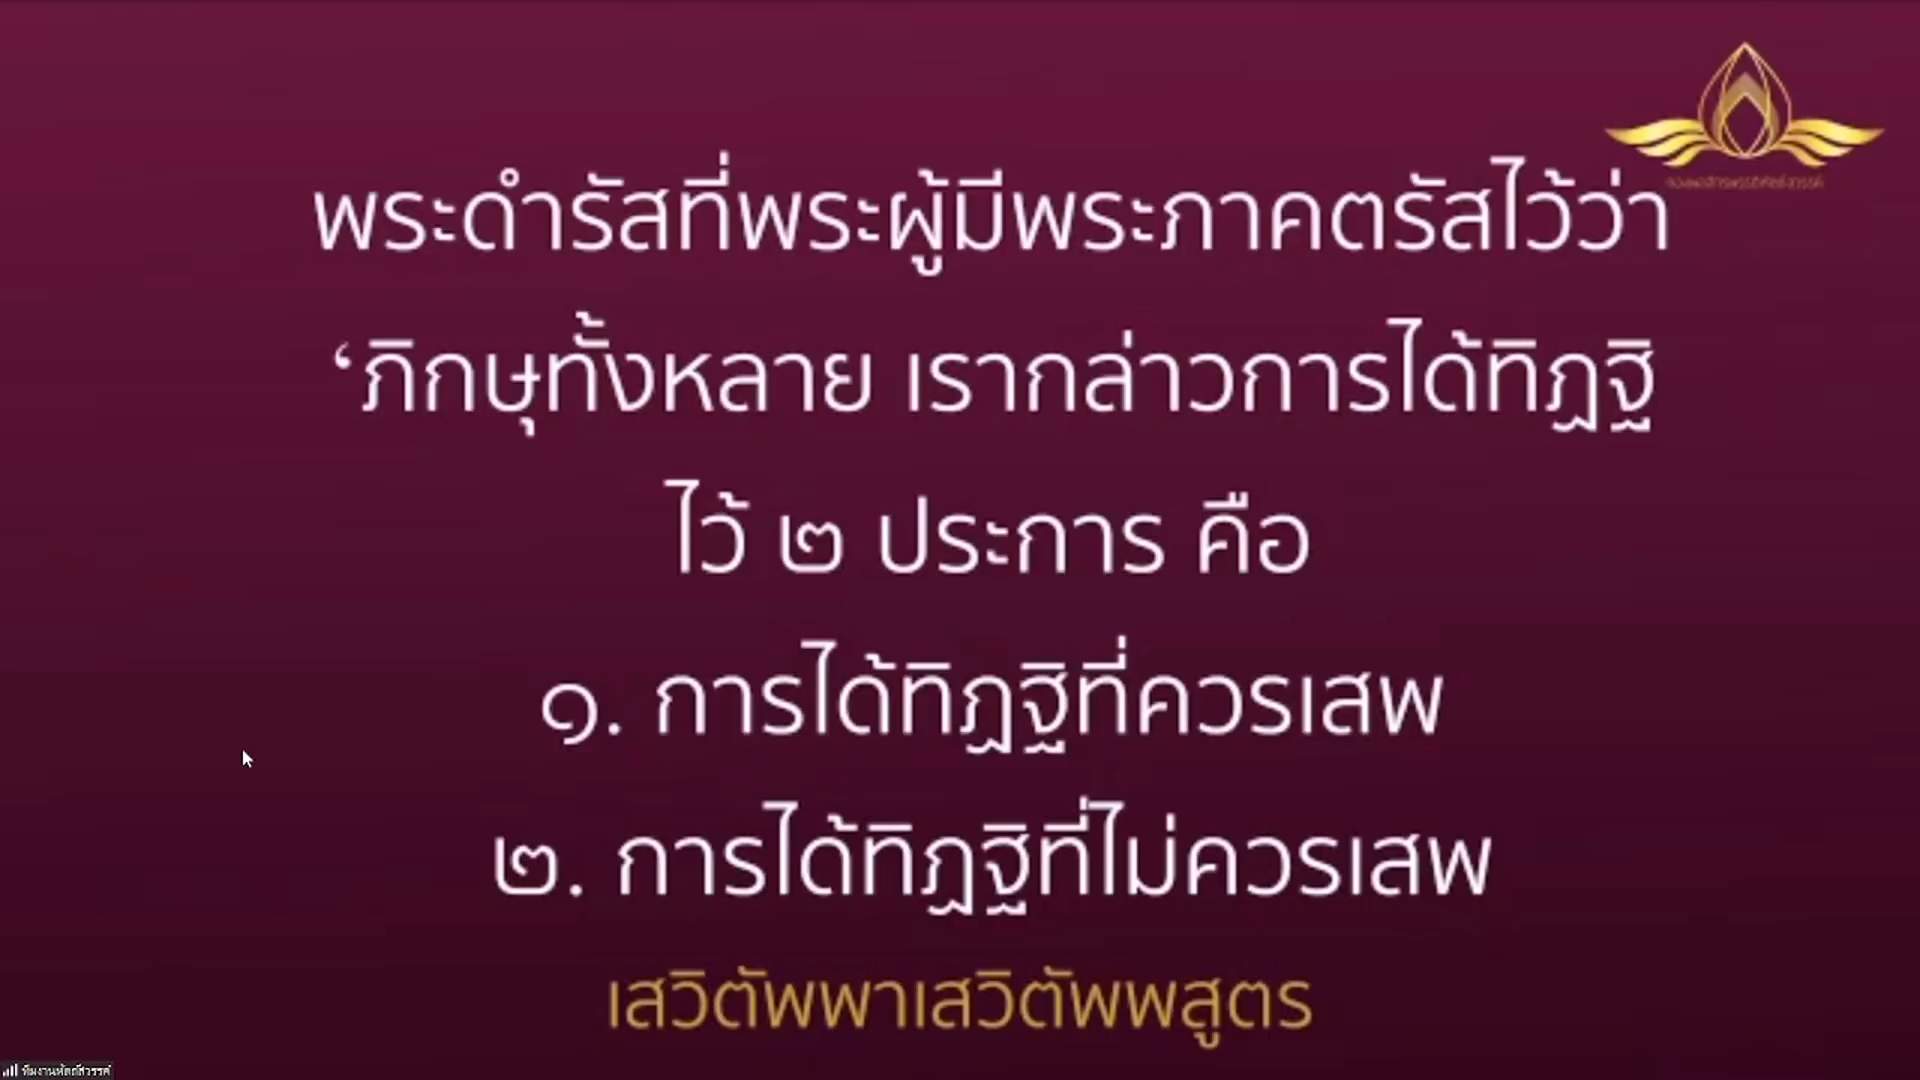 พระดำรัสที่พระผู้มีพระภาคตรัสไว้ว่า
‘ภิกษุทั้งหลาย เรากล่าวการได้ทิฏฐิ
ไว้ ๒ ประการ คือ
๑. การได้ทิฏฐิที่ควรเสพ
๒. การได้ทิฏฐิที่ไม่ควรเสพ
เสวิตัพพาเสวิตัพพสูตร